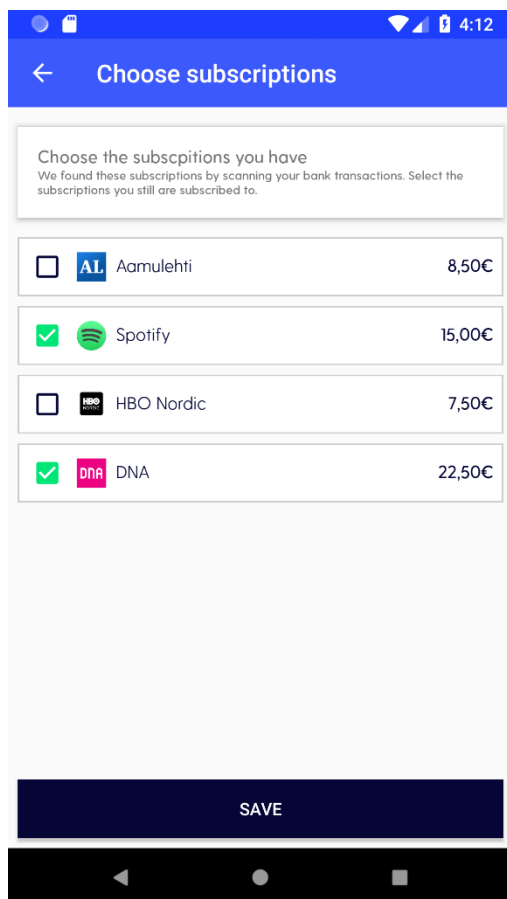 4:12
Choose subscriptions
Choose the subscpitions you have
We found these subscriptions by scanning your bank transactions. Select the
subscriptions you still are subscribed to.
AL Aamulehti 8,50€
Spotify 15,00€
HBO NORDIC HBO Nordic 7,50€
DNA DNA 22,50€
SAVE